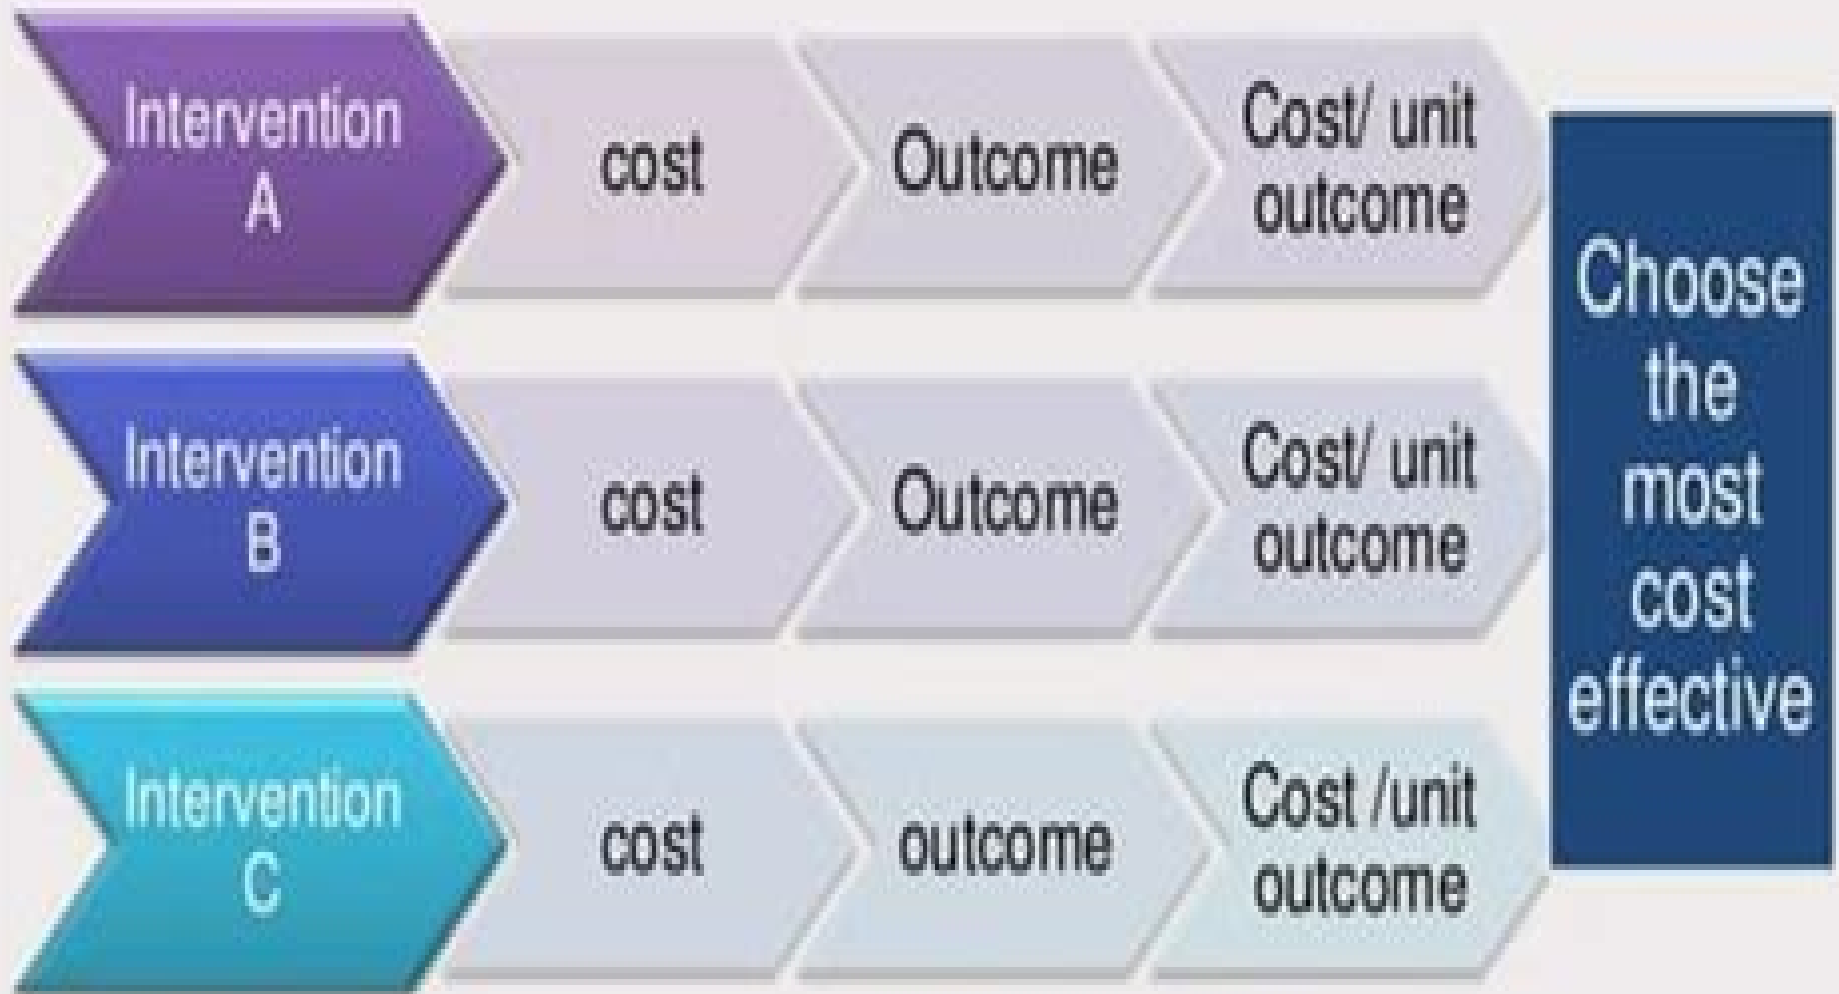 Intervention
A
cost
Outcome
Cost/ unit
outcome
Intervention
B
cost
Outcome
Cost/ unit
outcome
Intervention
C
cost
outcome
Cost /unit
outcome
Choose
the
most
cost
effective